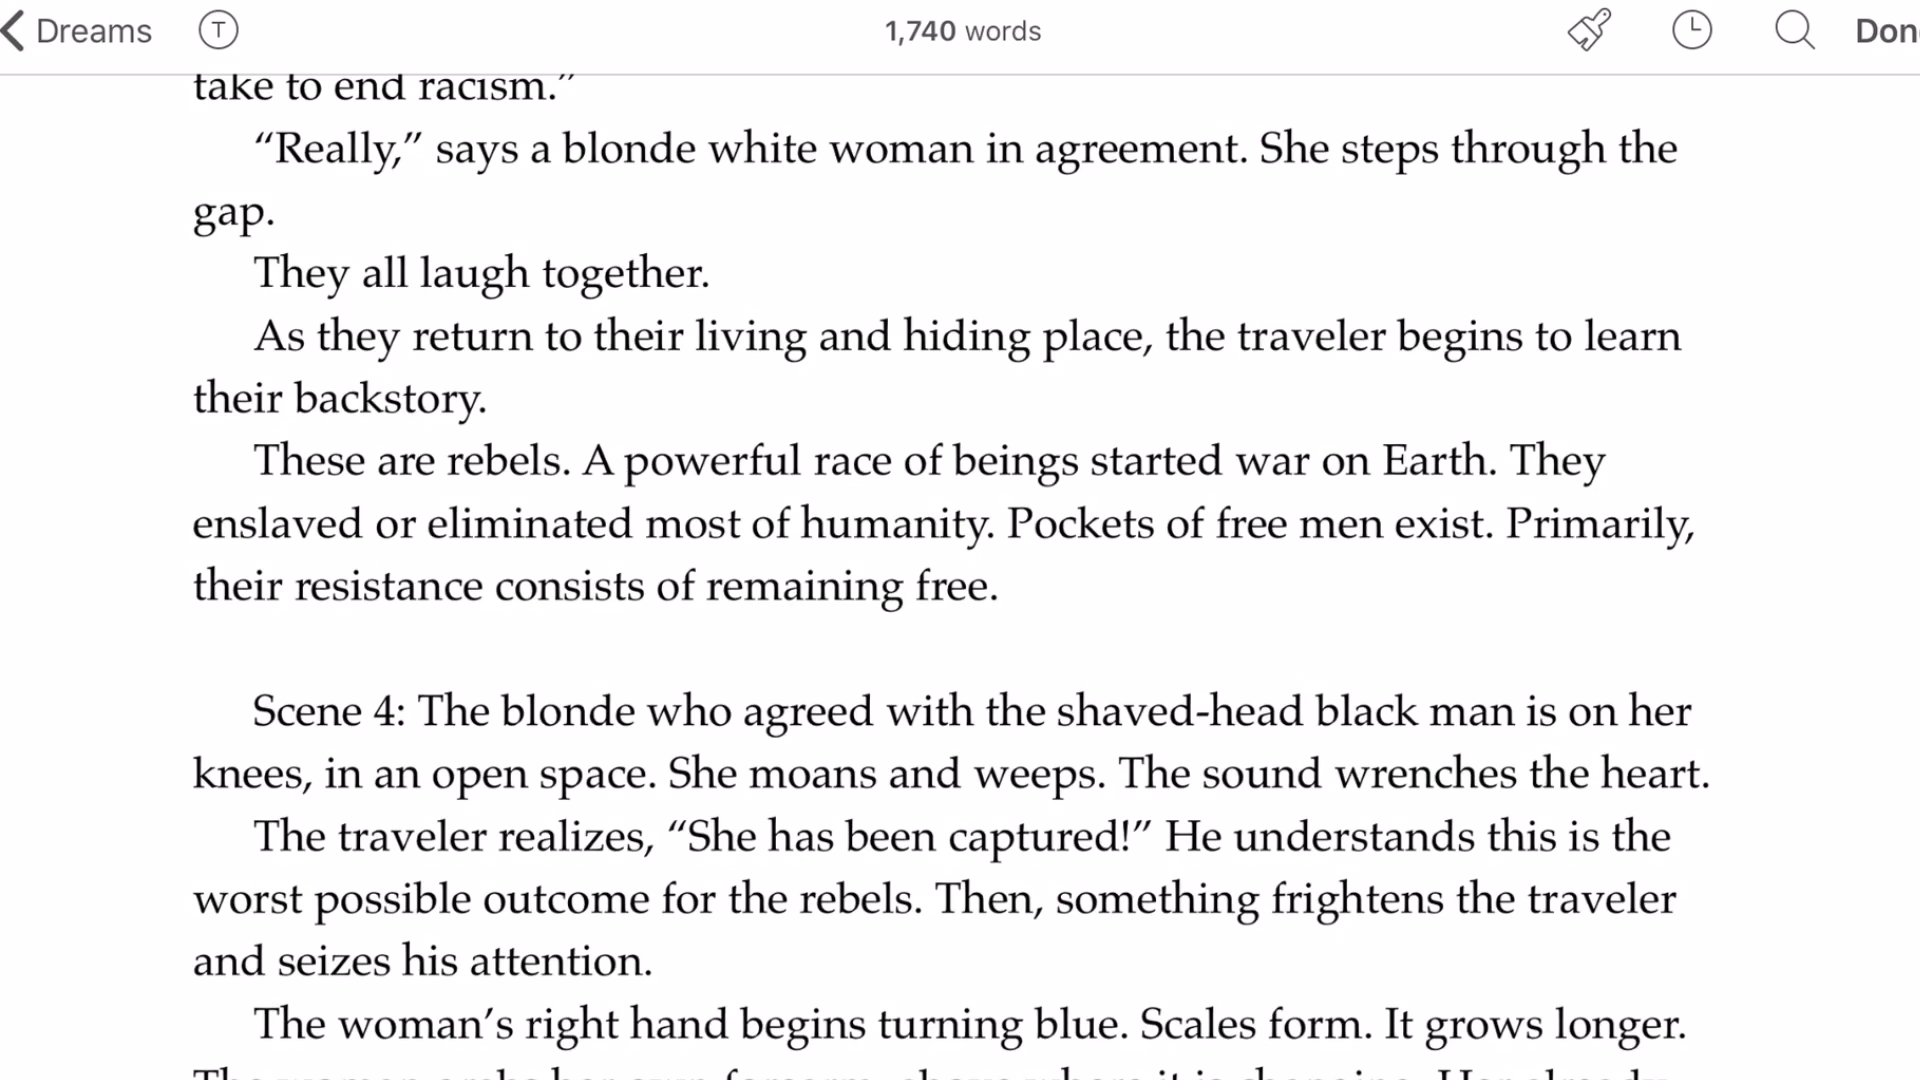 Dreams
T
1,740 words
Don
take to end racism.”
“Really,” says a blonde white woman in agreement. She steps through the
gap.
They all laugh together.
As they return to their living and hiding place, the traveler begins to learn
their backstory.
These are rebels. A powerful race of beings started war on Earth. They
enslaved or eliminated most of humanity. Pockets of free men exist. Primarily,
their resistance consists of remaining free.
Scene 4: The blonde who agreed with the shaved-head black man is on her
knees, in an open space. She moans and weeps. The sound wrenches the heart.
The traveler realizes, “She has been captured!” He understands this is the
worst possible outcome for the rebels. Then, something frightens the traveler
and seizes his attention.
The woman’s right hand begins turning blue. Scales form. It grows longer.